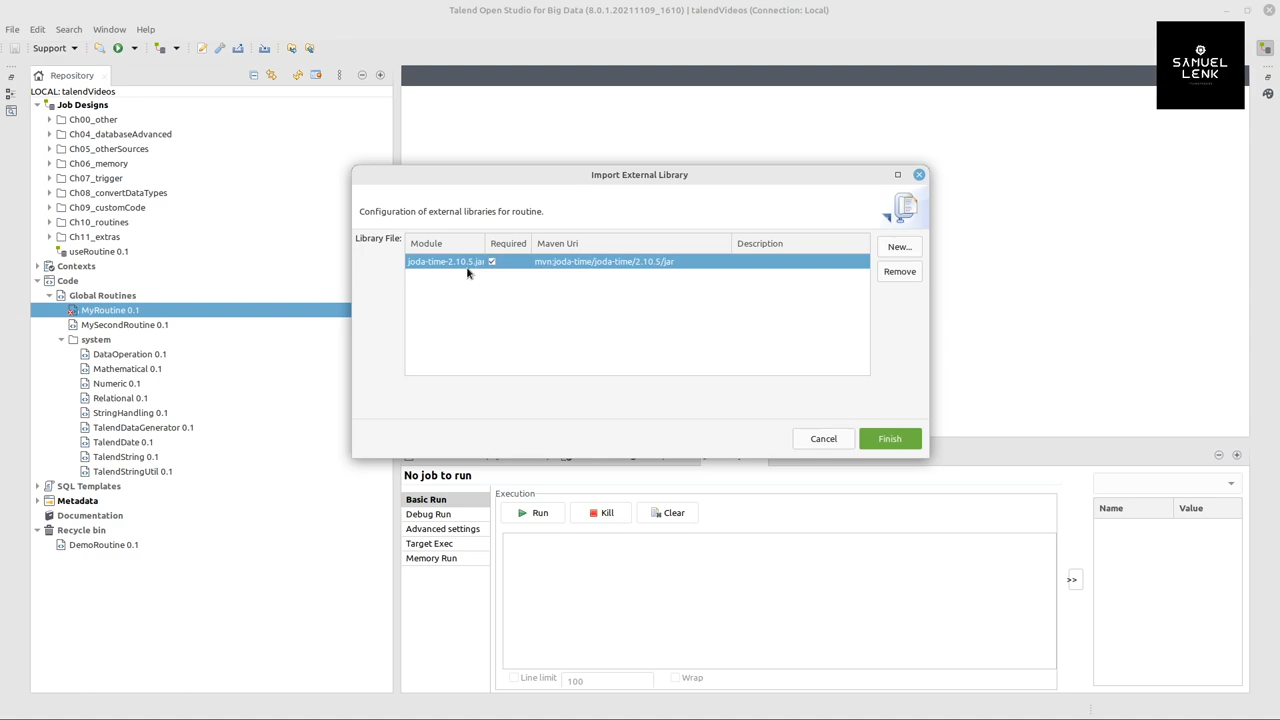 Talend Open Studio for Big Data (8.0.1.20211109_1610) | talendVideos (Connection: Local)
File Edit Search Window Help
Support
SAMUEL
LENK
Repository
LOCAL: talendVideos
Job Designs
Ch00_other
Ch04_databaseAdvanced
Ch05_otherSources
Ch06_memory
Ch07_trigger
Ch08_convertDataTypes
Ch09_customCode
Ch10_routines
Ch11_extras
useRoutine 0.1
Contexts
Code
Global Routines
MyRoutine 0.1
MySecondRoutine 0.1
system
DataOperation 0.1
Mathematical 0.1
Numeric 0.1
Relational 0.1
StringHandling 0.1
TalendDataGenerator 0.1
TalendDate 0.1
TalendString 0.1
TalendStringUtil 0.1
SQL Templates
Metadata
Documentation
Recycle bin
DemoRoutine 0.1
Import External Library
Configuration of external libraries for routine.
Library File:
Module Required Maven Uri Description
joda-time-2.10.5.jar mvn:joda-time/joda-time/2.10.5/jar
New...
Remove
Cancel Finish
No job to run
Basic Run
Debug Run
Advanced settings
Target Exec
Memory Run
Execution
Run Kill Clear
Line limit 100 Wrap
>>
Name Value